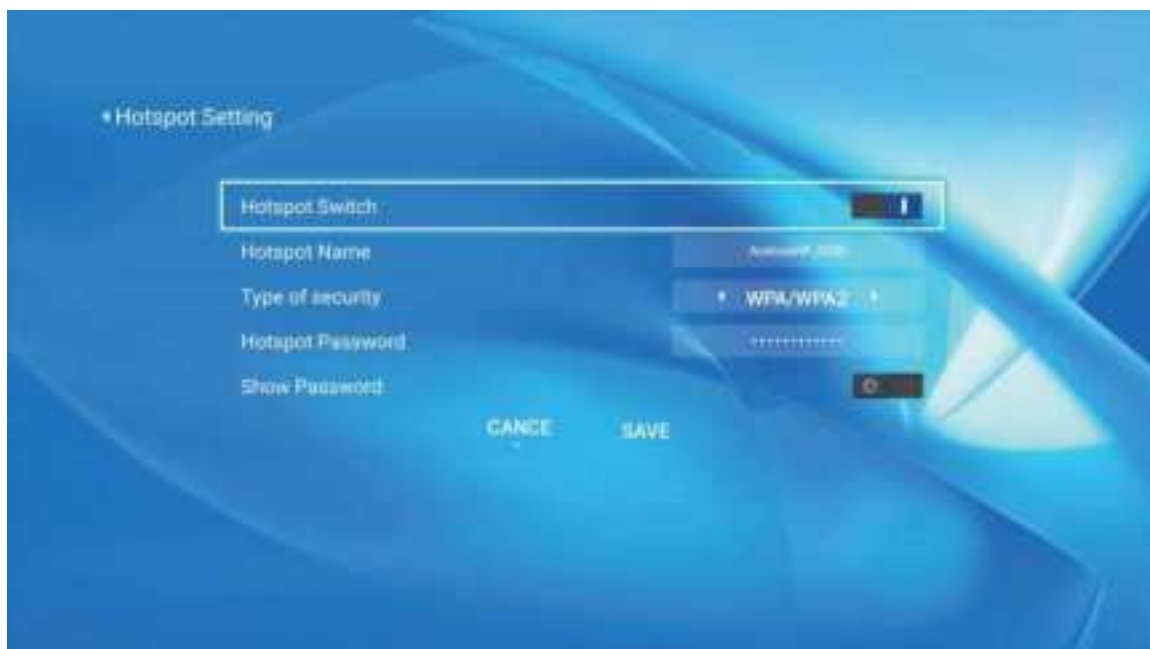 Hotspot Setting
Hotspot Switch
Hotspot Name
Type of security WPA/WPA2
Hotspot Password ************
Show Password
CANCE
SAVE